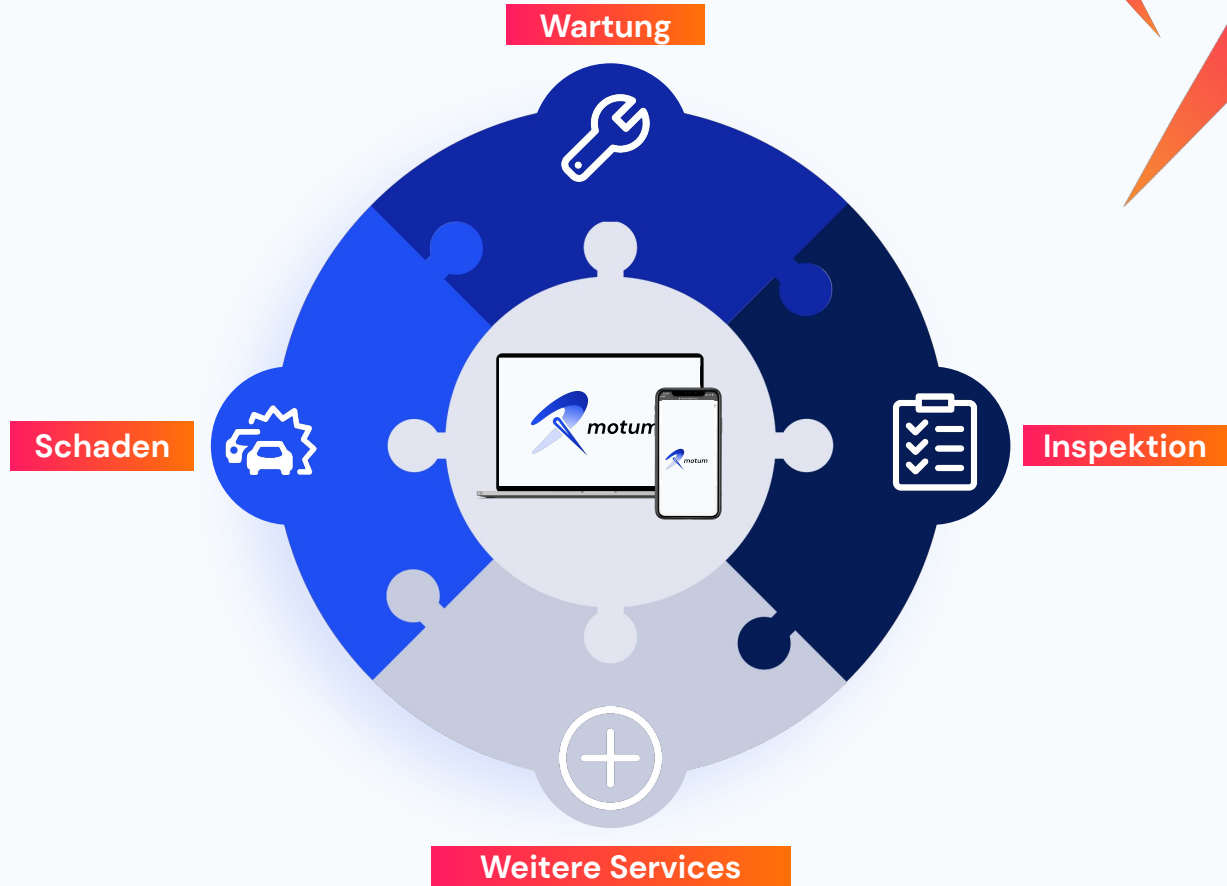 Wartung
Schaden
motum
motum
Inspektion
Weitere Services